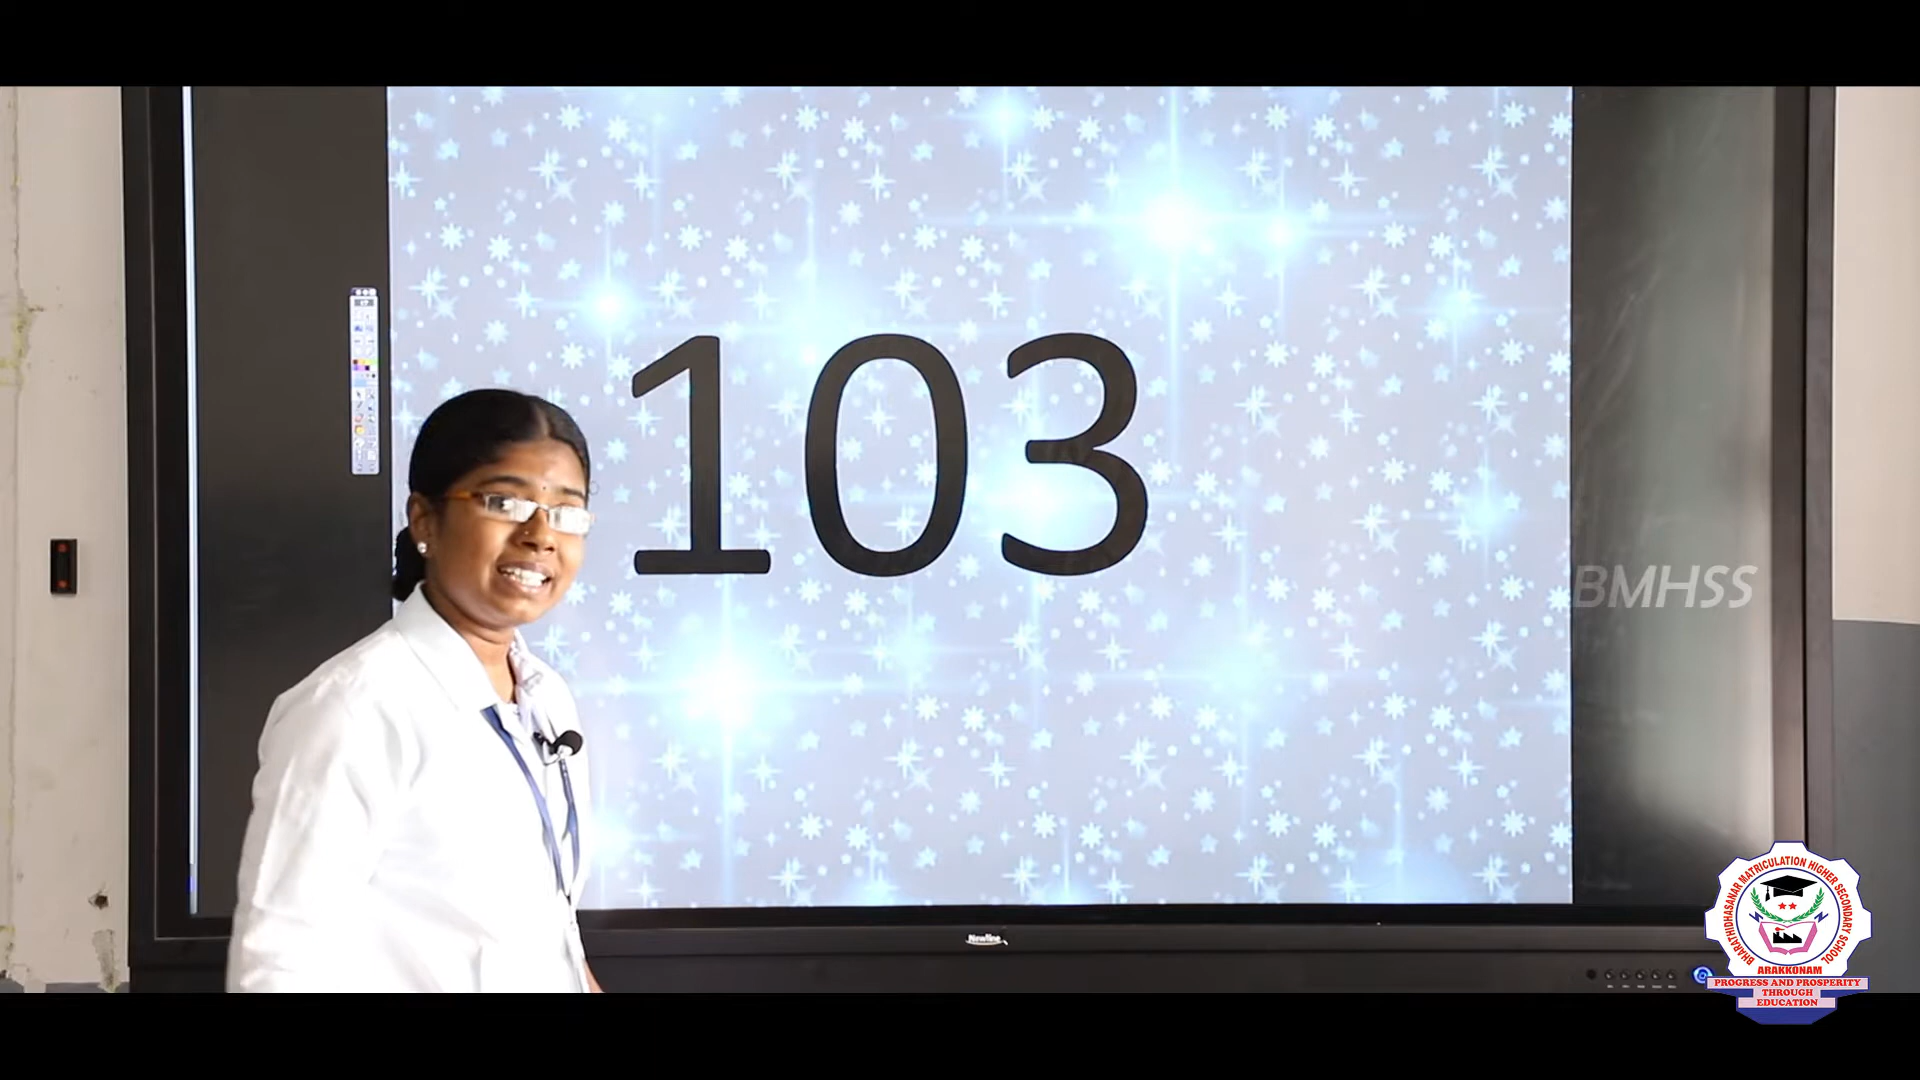 103
BMHSS
BHARATHIDHASANAR MATRICULATION HIGHER SECONDARY SCHOOL
ARAKKONAM
PROGRESS AND PROSPERITY
THROUGH
EDUCATION
Newline